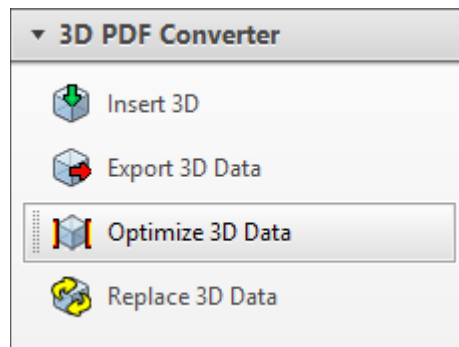 3D PDF Converter
Insert 3D
Export 3D Data
Optimize 3D Data
Replace 3D Data